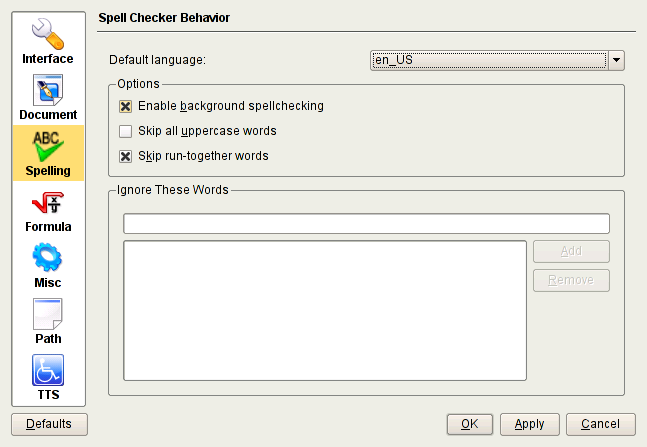 Spell Checker Behavior
Interface
Document
ABC
Spelling
Formula
Misc
Path
TTS
Default language:
en_US
Options
Enable background spellchecking
Skip all uppercase words
Skip run-together words
Ignore These Words
Add
Remove
Defaults
OK
Apply
Cancel